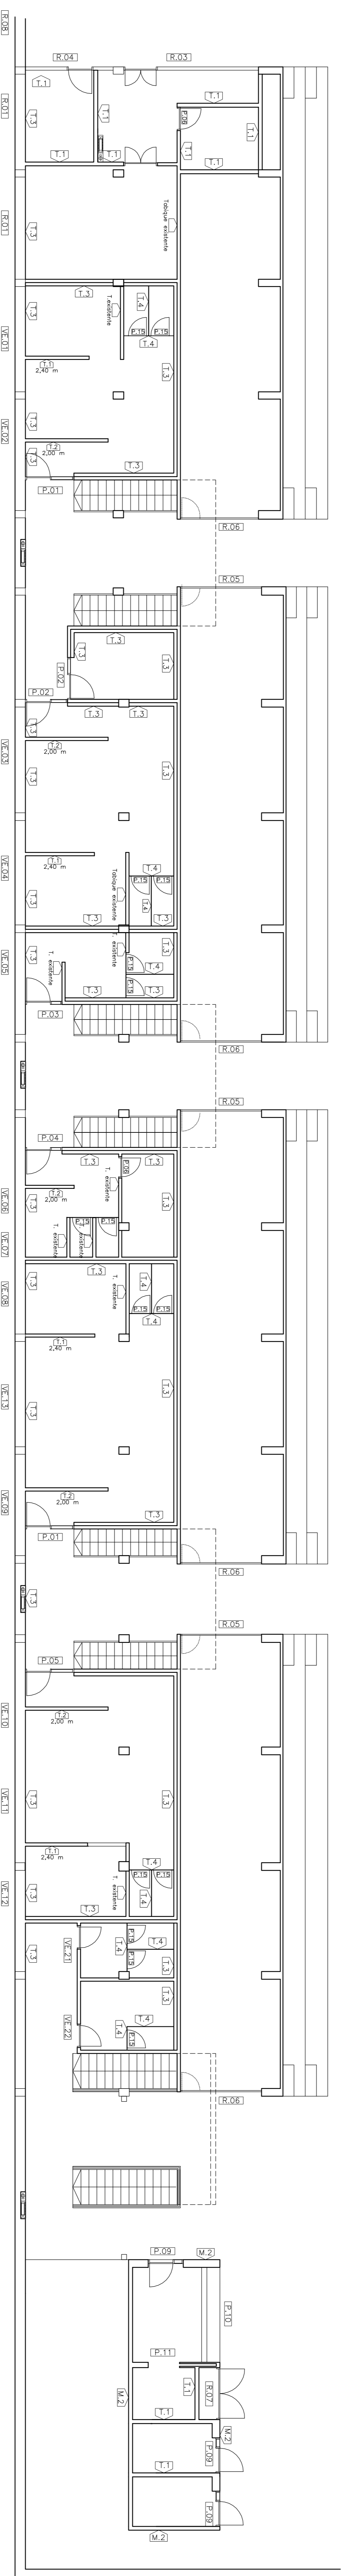 R.08
R.04
R.03
T.1
R.01
T.3
T.1
T.1
T.1
T.1
P.06
T.1
T.1
T.1
R.01
T.3
Tabique existente
T.3
T.3
T.existente
T.4
P.15
P.15
T.4
VE.01
T.1
2,40 m
T.3
VE.02
T.3
T.2
2,00 m
T.3
T.3
P.01
R.06
R.05
T.3
T.3
T.3
P.02
P.02
T.3
T.3
T.3
VE.03
T.2
2,00 m
T.3
T.3
VE.04
T.1
2,40 m
T.4
P.15
P.15
Tabique existente
T.4
T.3
T.3
T.3
VE.05
T.3
T. existente
T. existente
T.3
P.15
T.4
P.15
T.3
T.3
P.03
R.06
R.05
P.04
T.3
T.3
P.06
T. existente
VE.06
T.3
T.2
2,00 m
T.3
VE.07
P.15
P.15
T. existente
T. existente
VE.08
T.3
T.3
T. existente
T.4
P.15
P.15
T.4
T.1
2,40 m
VE.13
T.3
T.3
VE.09
T.2
2,00 m
T.3
P.01
R.06
T.3
R.05
P.05
VE.10
T.2
2,00 m
VE.11
T.3
T.3
T.1
2,40 m
VE.12
T.3
T.3
T. existente
T.4
P.15
P.15
T.4
T.3
VE.21
T.4
P.15
T.4
P.15
T.3
T.3
VE.22
T.4
T.4
P.15
R.06
P.09
M.2
P.10
P.11
M.2
T.1
R.07
T.1
M.2
P.09
T.1
P.09
M.2